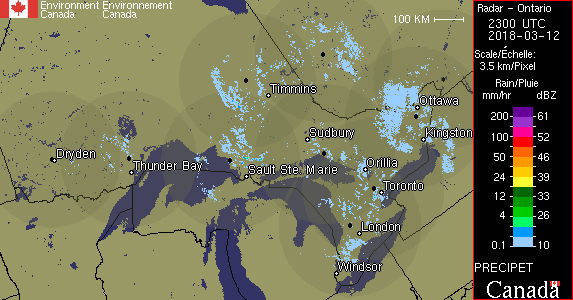 Environment Environnement
Canada Canada
100 KM
Timmins
Ottawa
Sudbury
Kingston
Dryden
Thunder Bay
Sault Ste. Marie
Orillia
Toronto
London
Windsor
Radar - Ontario
2300 UTC
2018-03-12
Scale/Échelle:
3.5 km/Pixel
Rain/Pluie
mm/hr dBZ
200 61
100 52
50 46
24 39
12 33
4 26
1 20
0.1 10
PRECIPET
Canada